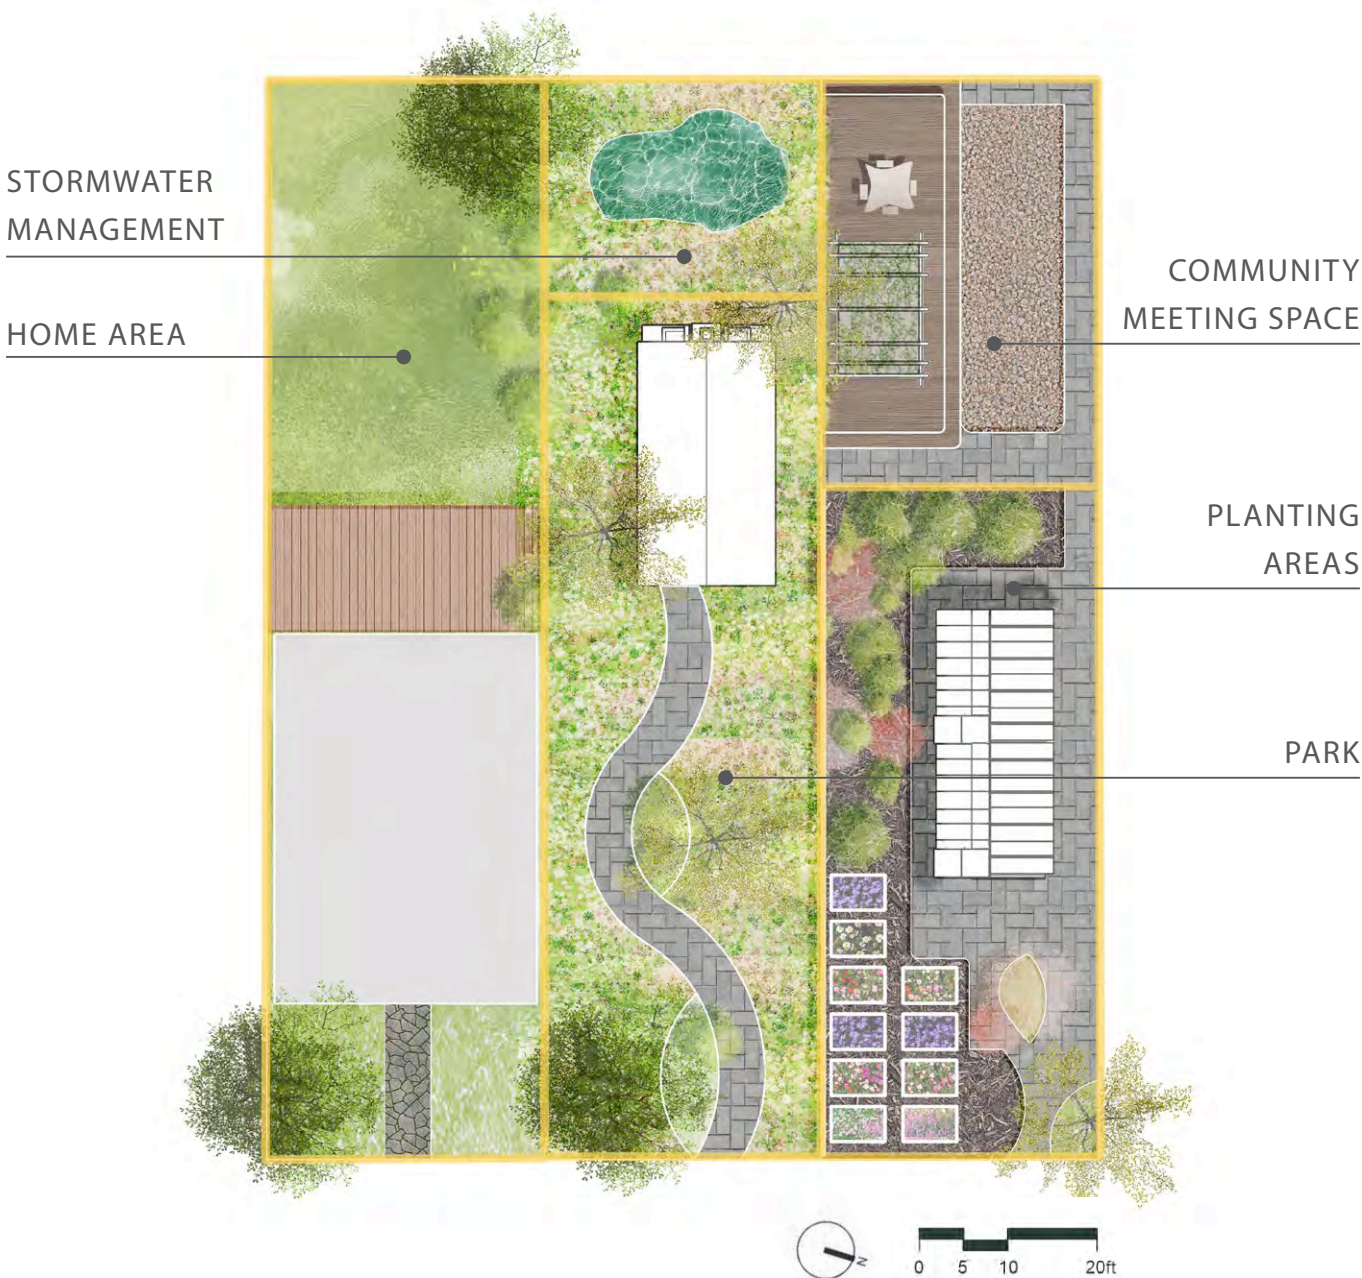 STORMWATER
MANAGEMENT
HOME AREA
COMMUNITY
MEETING SPACE
PLANTING
AREAS
PARK
N
0 5 10 20ft